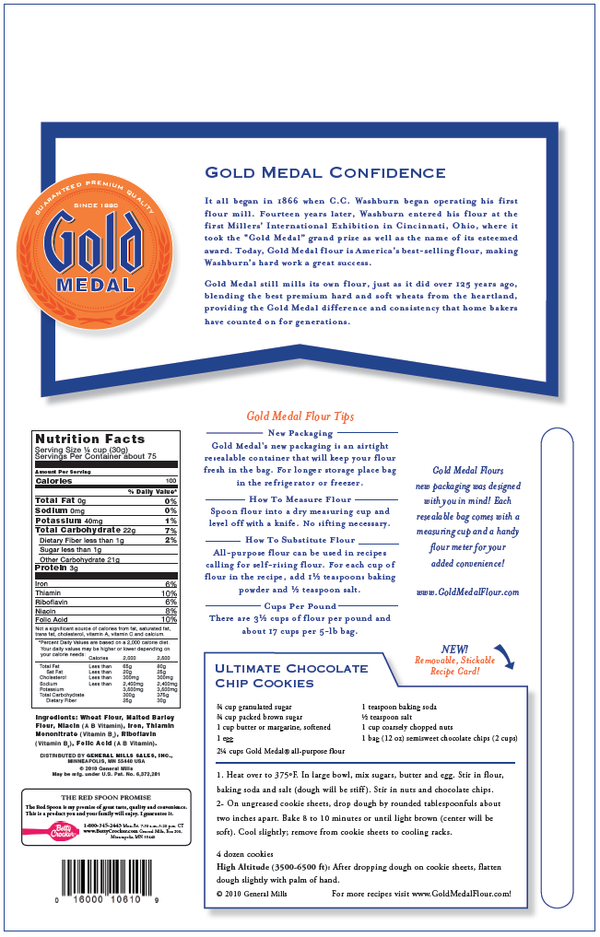 GUARANTEED PREMIUM QUALITY
SINCE 1880
Gold
MEDAL
GOLD MEDAL CONFIDENCE
It all began in 1866 when C.C. Washburn began operating his first
flour mill. Fourteen years later, Washburn entered his flour at the
first Millers' International Exhibition in Cincinnati, Ohio, where it
took the "Gold Medal" grand prize as well as the name of its esteemed
award. Today, Gold Medal flour is America's best-selling flour, making
Washburn's hard work a great success.
Gold Medal still mills its own flour, just as it did over 125 years ago,
blending the best premium hard and soft wheats from the heartland,
providing the Gold Medal difference and consistency that home bakers
have counted on for generations.
Nutrition Facts
Serving Size ¼ cup (30g)
Servings Per Container about 75
Amount Per Serving
Calories 100
% Daily Value*
Total Fat 0g 0%
Sodium 0mg 0%
Potassium 40mg 1%
Total Carbohydrate 22g 7%
Dietary Fiber less than 1g 2%
Sugar less than 1g
Other Carbohydrate 21g
Protein 3g
Iron 6%
Thiamin 10%
Riboflavin 6%
Niacin 8%
Folic Acid 10%
Not a significant source of calories from fat, saturated fat,
trans fat, cholesterol, vitamin A, vitamin C and calcium.
*Percent Daily Values are based on a 2,000 calorie diet.
Your daily values may be higher or lower depending on
your calorie needs:
Calories 2,000 2,500
Total Fat Less than 65g 80g
Sat Fat Less than 20g 25g
Cholesterol Less than 300mg 300mg
Sodium Less than 2,400mg 2,400mg
Potassium 3,500mg 3,500mg
Total Carbohydrate 300g 375g
Dietary Fiber 25g 30g
Ingredients: Wheat Flour, Malted Barley
Flour, Niacin (A B Vitamin), Iron, Thiamin
Mononitrate (Vitamin B₁), Riboflavin
(Vitamin B₂), Folic Acid (A B Vitamin).
DISTRIBUTED BY GENERAL MILLS SALES, INC.,
MINNEAPOLIS, MN 55440 USA
© 2010 General Mills
May be mfg. under U.S. Pat. No. 6,372,281
THE RED SPOON PROMISE
The Red Spoon is my promise of great taste, quality and convenience.
This is a product you and your family will enjoy. I guarantee it.
Betty Crocker
1-800-345-2443 Mon.-Fri. 7:30 a.m.-5:30 p.m. CT
www.BettyCrocker.com General Mills, Box 200,
Minneapolis, MN 55440
0 16000 10610 9
Gold Medal Flour Tips
New Packaging
Gold Medal's new packaging is an airtight
resealable container that will keep your flour
fresh in the bag. For longer storage place bag
in the refrigerator or freezer.
How To Measure Flour
Spoon flour into a dry measuring cup and
level off with a knife. No sifting necessary.
How To Substitute Flour
All-purpose flour can be used in recipes
calling for self-rising flour. For each cup of
flour in the recipe, add 1½ teaspoons baking
powder and ½ teaspoon salt.
Cups Per Pound
There are 3½ cups of flour per pound and
about 17 cups per 5-lb bag.
Gold Medal Flours
new packaging was designed
with you in mind! Each
resealable bag comes with a
measuring cup and a handy
flour meter for your
added convenience!
www.GoldMedalFlour.com
NEW!
Removable, Stickable
Recipe Card!
ULTIMATE CHOCOLATE
CHIP COOKIES
¾ cup granulated sugar
¾ cup packed brown sugar
1 cup butter or margarine, softened
1 egg
2¼ cups Gold Medal® all-purpose flour
1 teaspoon baking soda
½ teaspoon salt
1 cup coarsely chopped nuts
1 bag (12 oz) semisweet chocolate chips (2 cups)
1. Heat over to 375ºF. In large bowl, mix sugars, butter and egg. Stir in flour,
baking soda and salt (dough will be stiff). Stir in nuts and chocolate chips.
2- On ungreased cookie sheets, drop dough by rounded tablespoonfuls about
two inches apart. Bake 8 to 10 minutes or until light brown (center will be
soft). Cool slightly; remove from cookie sheets to cooling racks.
4 dozen cookies
High Altitude (3500-6500 ft): After dropping dough on cookie sheets, flatten
dough slightly with palm of hand.
© 2010 General Mills For more recipes visit www.GoldMedalFlour.com!